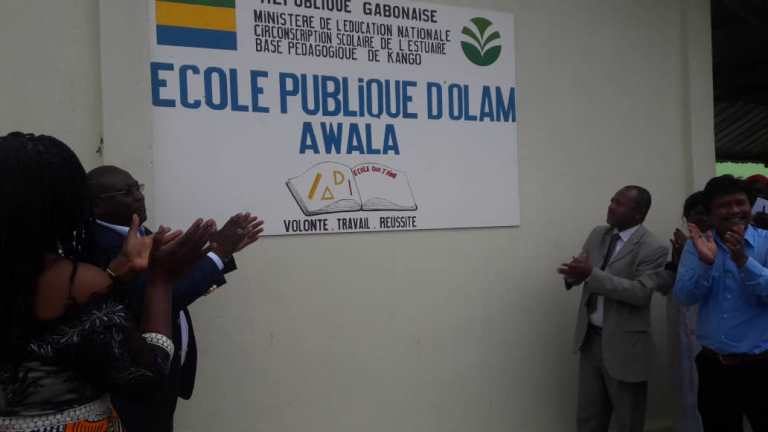 REPUBLIQUE GABONAISE
MINISTERE DE L'EDUCATION NATIONALE
CIRCONSCRIPTION SCOLAIRE DE L'ESTUAIRE
BASE PEDAGOGIQUE DE KANGO
ECOLE PUBLiQUE D'OLAM
AWALA
VOLONTE . TRAVAIL . REUSSITE